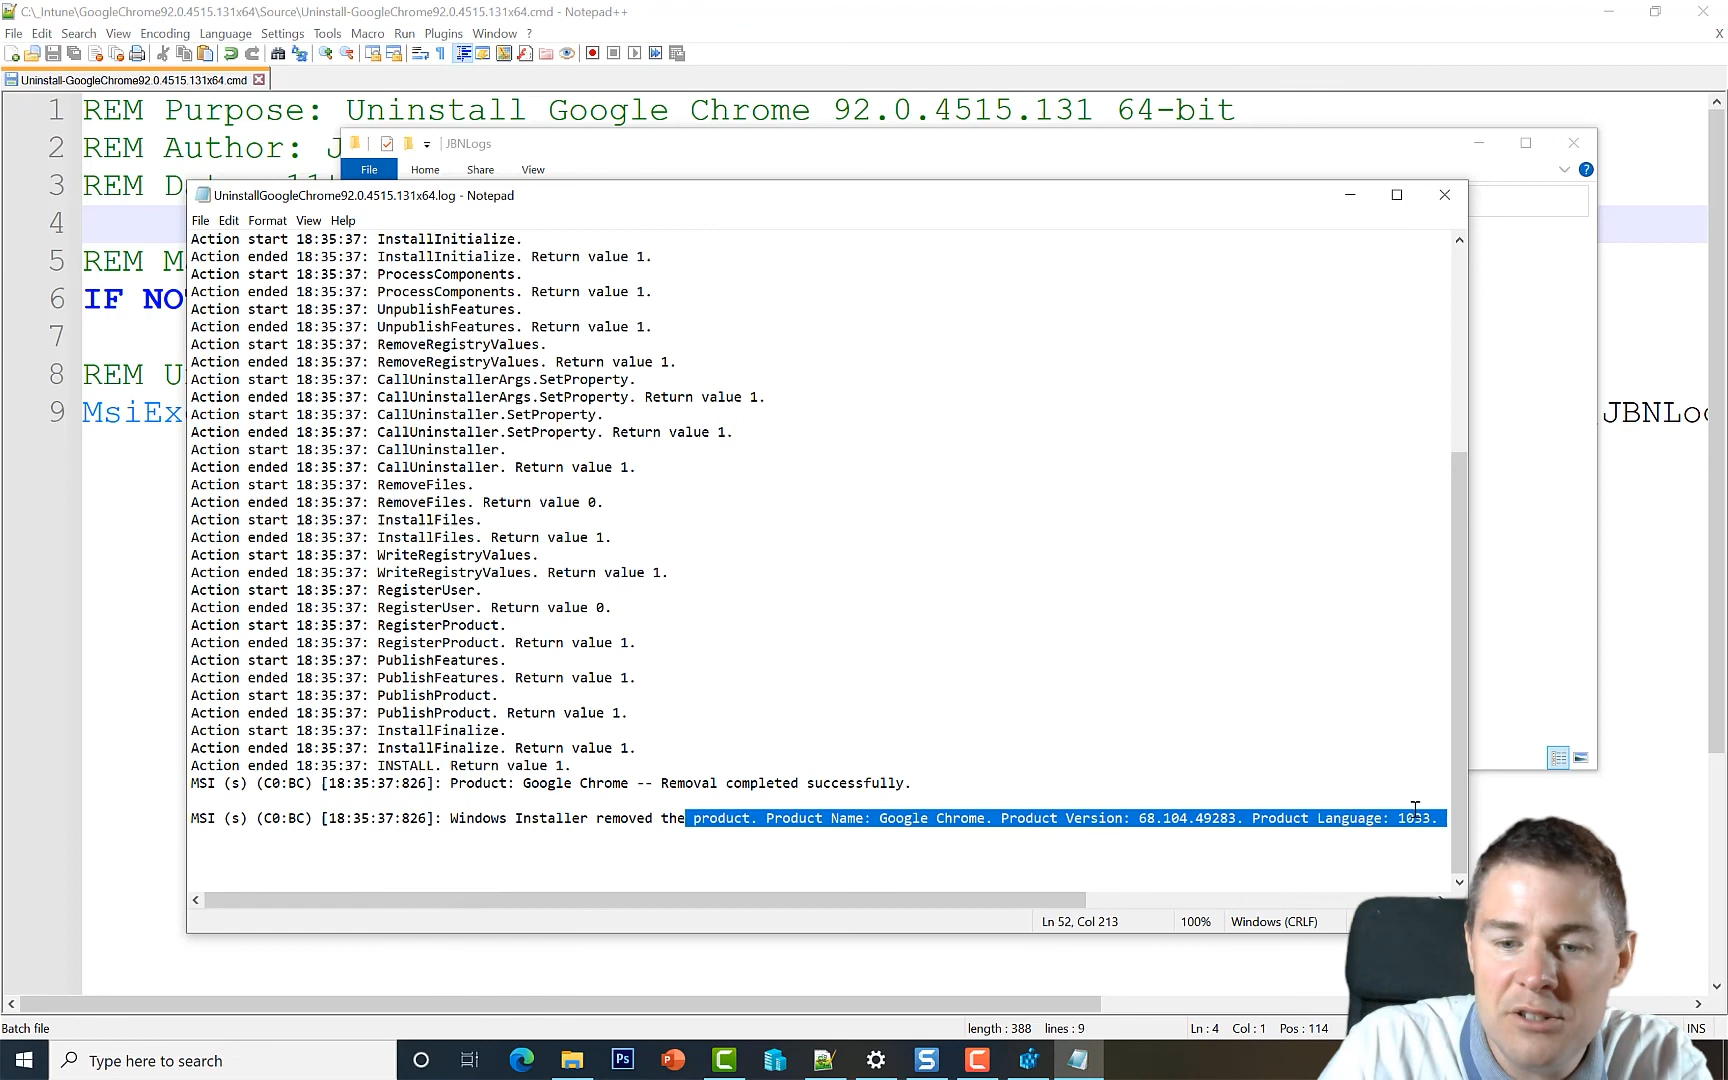 C:\_Intune\GoogleChrome92.0.4515.131x64\Source\Uninstall-GoogleChrome92.0.4515.131x64.cmd - Notepad++
File Edit Search View Encoding Language Settings Tools Macro Run Plugins Window ? X
Uninstall-GoogleChrome92.0.4515.131x64.cmd
1 REM Purpose: Uninstall Google Chrome 92.0.4515.131 64-bit
2 REM Author: J
JBNLogs
File Home Share View
3 REM
UninstallGoogleChrome92.0.4515.131x64.log - Notepad
File Edit Format View Help
4
5 REM M
6 IF NO
7
8 REM U
9 MsiEx
JBNLo
Action start 18:35:37: InstallInitialize.
Action ended 18:35:37: InstallInitialize. Return value 1.
Action start 18:35:37: ProcessComponents.
Action ended 18:35:37: ProcessComponents. Return value 1.
Action start 18:35:37: UnpublishFeatures.
Action ended 18:35:37: UnpublishFeatures. Return value 1.
Action start 18:35:37: RemoveRegistryValues.
Action ended 18:35:37: RemoveRegistryValues. Return value 1.
Action start 18:35:37: CallUninstallerArgs.SetProperty.
Action ended 18:35:37: CallUninstallerArgs.SetProperty. Return value 1.
Action start 18:35:37: CallUninstaller.SetProperty.
Action ended 18:35:37: CallUninstaller.SetProperty. Return value 1.
Action start 18:35:37: CallUninstaller.
Action ended 18:35:37: CallUninstaller. Return value 1.
Action start 18:35:37: RemoveFiles.
Action ended 18:35:37: RemoveFiles. Return value 0.
Action start 18:35:37: InstallFiles.
Action ended 18:35:37: InstallFiles. Return value 1.
Action start 18:35:37: WriteRegistryValues.
Action ended 18:35:37: WriteRegistryValues. Return value 1.
Action start 18:35:37: RegisterUser.
Action ended 18:35:37: RegisterUser. Return value 0.
Action start 18:35:37: RegisterProduct.
Action ended 18:35:37: RegisterProduct. Return value 1.
Action start 18:35:37: PublishFeatures.
Action ended 18:35:37: PublishFeatures. Return value 1.
Action start 18:35:37: PublishProduct.
Action ended 18:35:37: PublishProduct. Return value 1.
Action start 18:35:37: InstallFinalize.
Action ended 18:35:37: InstallFinalize. Return value 1.
Action ended 18:35:37: INSTALL. Return value 1.
MSI (s) (C0:BC) [18:35:37:826]: Product: Google Chrome -- Removal completed successfully.
MSI (s) (C0:BC) [18:35:37:826]: Windows Installer removed the product. Product Name: Google Chrome. Product Version: 68.104.49283. Product Language: 1033.
Ln 52, Col 213 100% Windows (CRLF)
Batch file length : 388 lines : 9 Ln : 4 Col : 1 Pos : 114 INS
Type here to search